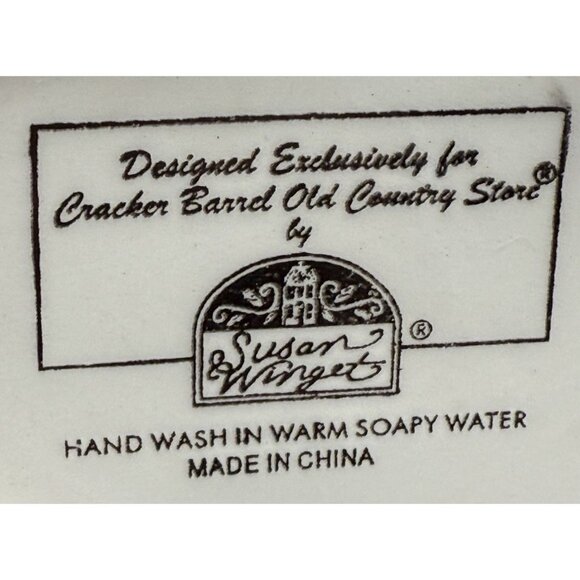 Designed Exclusively for
Cracker Barrel Old Country Store®
by
Susan
Winget ®
HAND WASH IN WARM SOAPY WATER
MADE IN CHINA